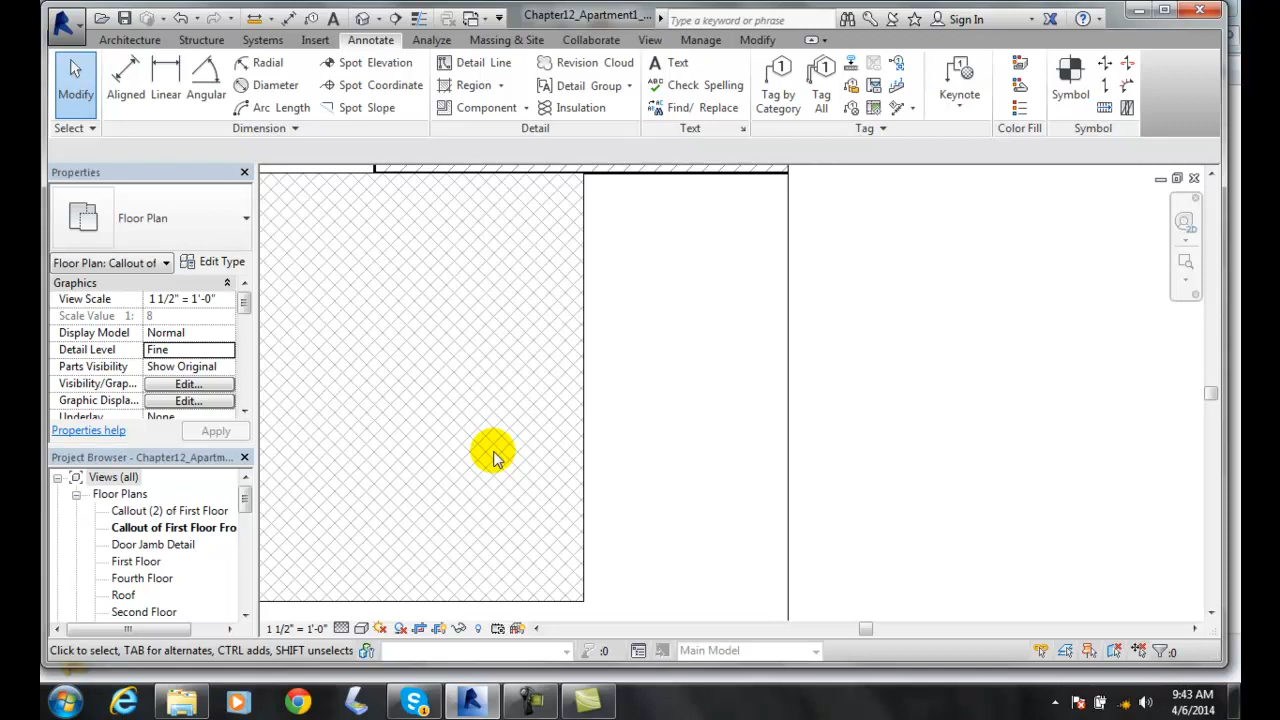 Chapter12_Apartment1_...
Type a keyword or phrase
Sign In
Architecture Structure Systems Insert Annotate Analyze Massing & Site Collaborate View Manage Modify
Modify
Aligned Linear Angular
Radial
Diameter
Arc Length
Spot Elevation
Spot Coordinate
Spot Slope
Detail Line
Region
Component
Revision Cloud
Detail Group
Insulation
A Text
ABC Check Spelling
Find/ Replace
1 Tag by Category
1 Tag All
1 Keynote
Symbol
Select Dimension Detail Text Tag Color Fill Symbol
Properties
Floor Plan
Floor Plan: Callout of Edit Type
Graphics
View Scale 1 1/2" = 1'-0"
Scale Value 1: 8
Display Model Normal
Detail Level Fine
Parts Visibility Show Original
Visibility/Grap... Edit...
Graphic Displa... Edit...
Underlay None
Properties help Apply
Project Browser - Chapter12_Apartm...
Views (all)
Floor Plans
Callout (2) of First Floor
Callout of First Floor Fro
Door Jamb Detail
First Floor
Fourth Floor
Roof
Second Floor
2D
1 1/2" = 1'-0"
Click to select, TAB for alternates, CTRL adds, SHIFT unselects
:0
Main Model
:0
9:43 AM
4/6/2014